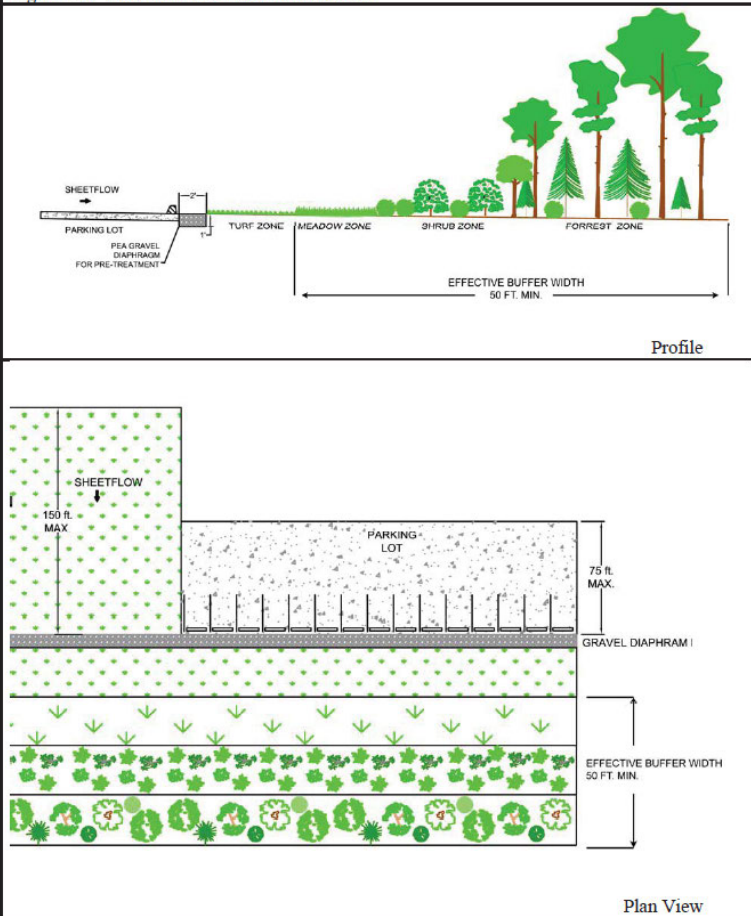 SHEETFLOW
2'
PARKING LOT
1'
TURF ZONE
MEADOW ZONE
SHRUB ZONE
FORREST ZONE
PEA GRAVEL
DIAPHRAGM
FOR PRE-TREATMENT
EFFECTIVE BUFFER WIDTH
50 FT. MIN.
Profile
SHEETFLOW
150 ft.
MAX
PARKING
LOT
75 ft.
MAX.
GRAVEL DIAPHRAM
EFFECTIVE BUFFER WIDTH
50 FT. MIN.
Plan View